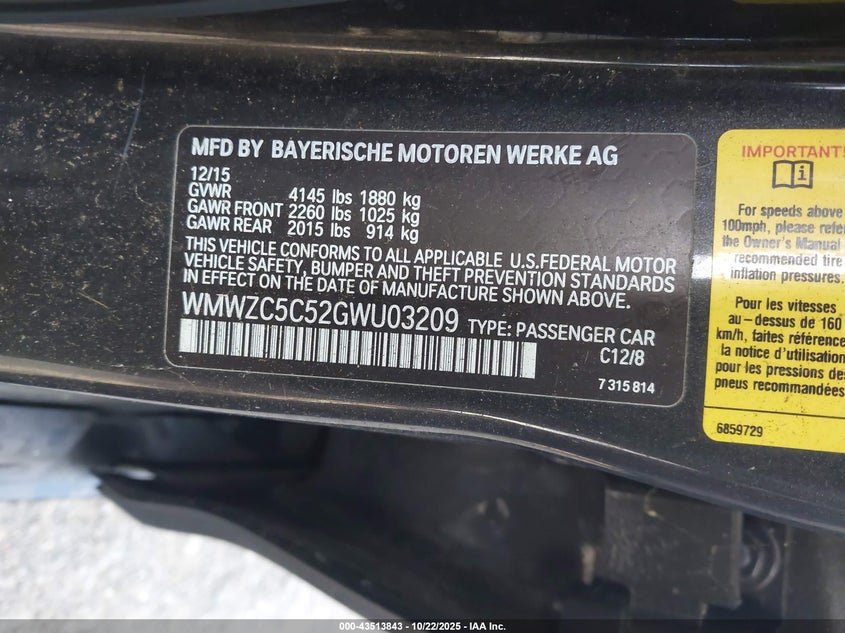 MFD BY BAYERISCHE MOTOREN WERKE AG
12/15
GVWR 4145 lbs 1880 kg
GAWR FRONT 2260 lbs 1025 kg
GAWR REAR 2015 lbs 914 kg
THIS VEHICLE CONFORMS TO ALL APPLICABLE U.S.FEDERAL MOTOR
VEHICLE SAFETY, BUMPER AND THEFT PREVENTION STANDARDS
IN EFFECT ON THE DATE OF MANUFACTURE SHOWN ABOVE.
WMWZC5C52GWU03209 TYPE: PASSENGER CAR
C12/8
7 315 814
IMPORTANT!
i
For speeds above
100mph, please refer
the Owner's Manual
recommended tire
inflation pressures.
Pour les vitesses
au-dessus de 160
km/h, faites référence
la notice d'utilisation
pour les pressions des
pneus recommandées
6859729
000-43513843 - 10/22/2025 - IAA Inc.